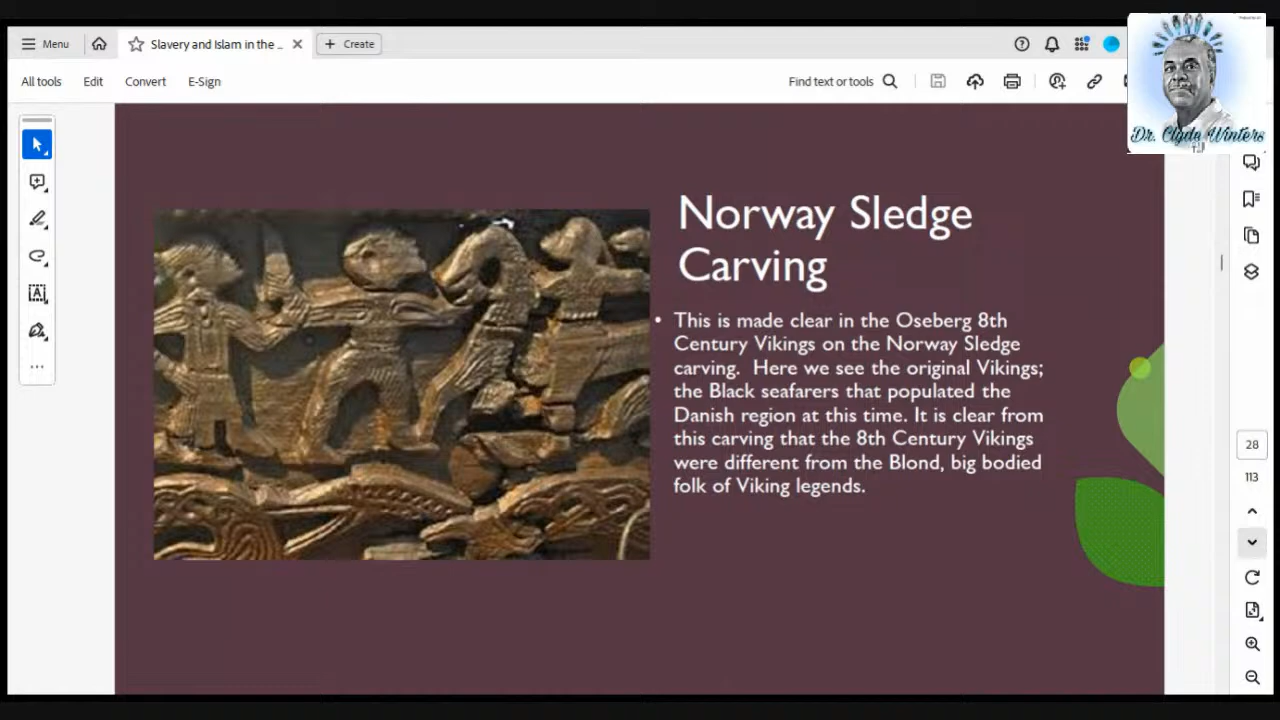 Menu
Slavery and Islam in the ...
Create
All tools
Edit
Convert
E-Sign
Find text or tools
Dr. Clyde Winters
Norway Sledge
Carving
• This is made clear in the Oseberg 8th
Century Vikings on the Norway Sledge
carving. Here we see the original Vikings;
the Black seafarers that populated the
Danish region at this time. It is clear from
this carving that the 8th Century Vikings
were different from the Blond, big bodied
folk of Viking legends.
28
113